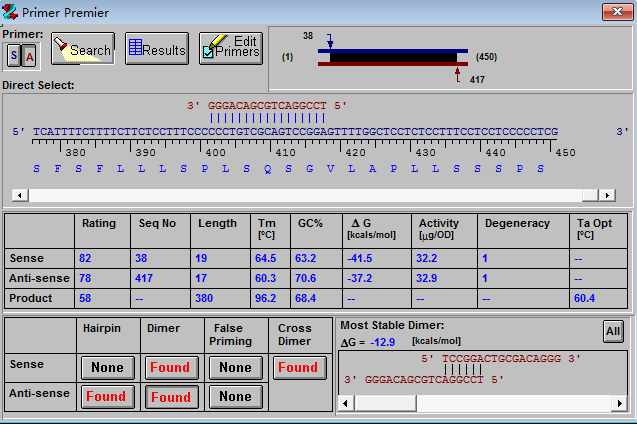 Primer Premier
Primer:
S A
Search
Results
Edit Primers
38
(1)
(450)
417
Direct Select:
3' GGGACAGCGTCAGGCCT 5'
5' TCATTTTCTTTTCTTCTCCTTTCCCCCCTGTCGCAGTCCGGAGTTTTGGCTCCTCTCCTTTCCTCCTCCCCCTCG 3'
380 390 400 410 420 430 440 450
S F S F L L L S P L S Q S G V L A P L L S S S P S
Rating Seq No Length Tm [ºC] GC% Δ G [kcals/mol] Activity [µg/OD] Degeneracy Ta Opt [ºC]
Sense 82 38 19 64.5 63.2 -41.5 32.2 1 --
Anti-sense 78 417 17 60.3 70.6 -37.2 32.9 1 --
Product 58 -- 380 96.2 68.4 60.4
Hairpin Dimer False Priming Cross Dimer
Sense None Found None Found
Anti-sense Found Found None
Most Stable Dimer:
All
ΔG = -12.9 [kcals/mol]
5' TCCGGACTGCGACAGGG 3'
3' GGGACAGCGTCAGGCCT 5'